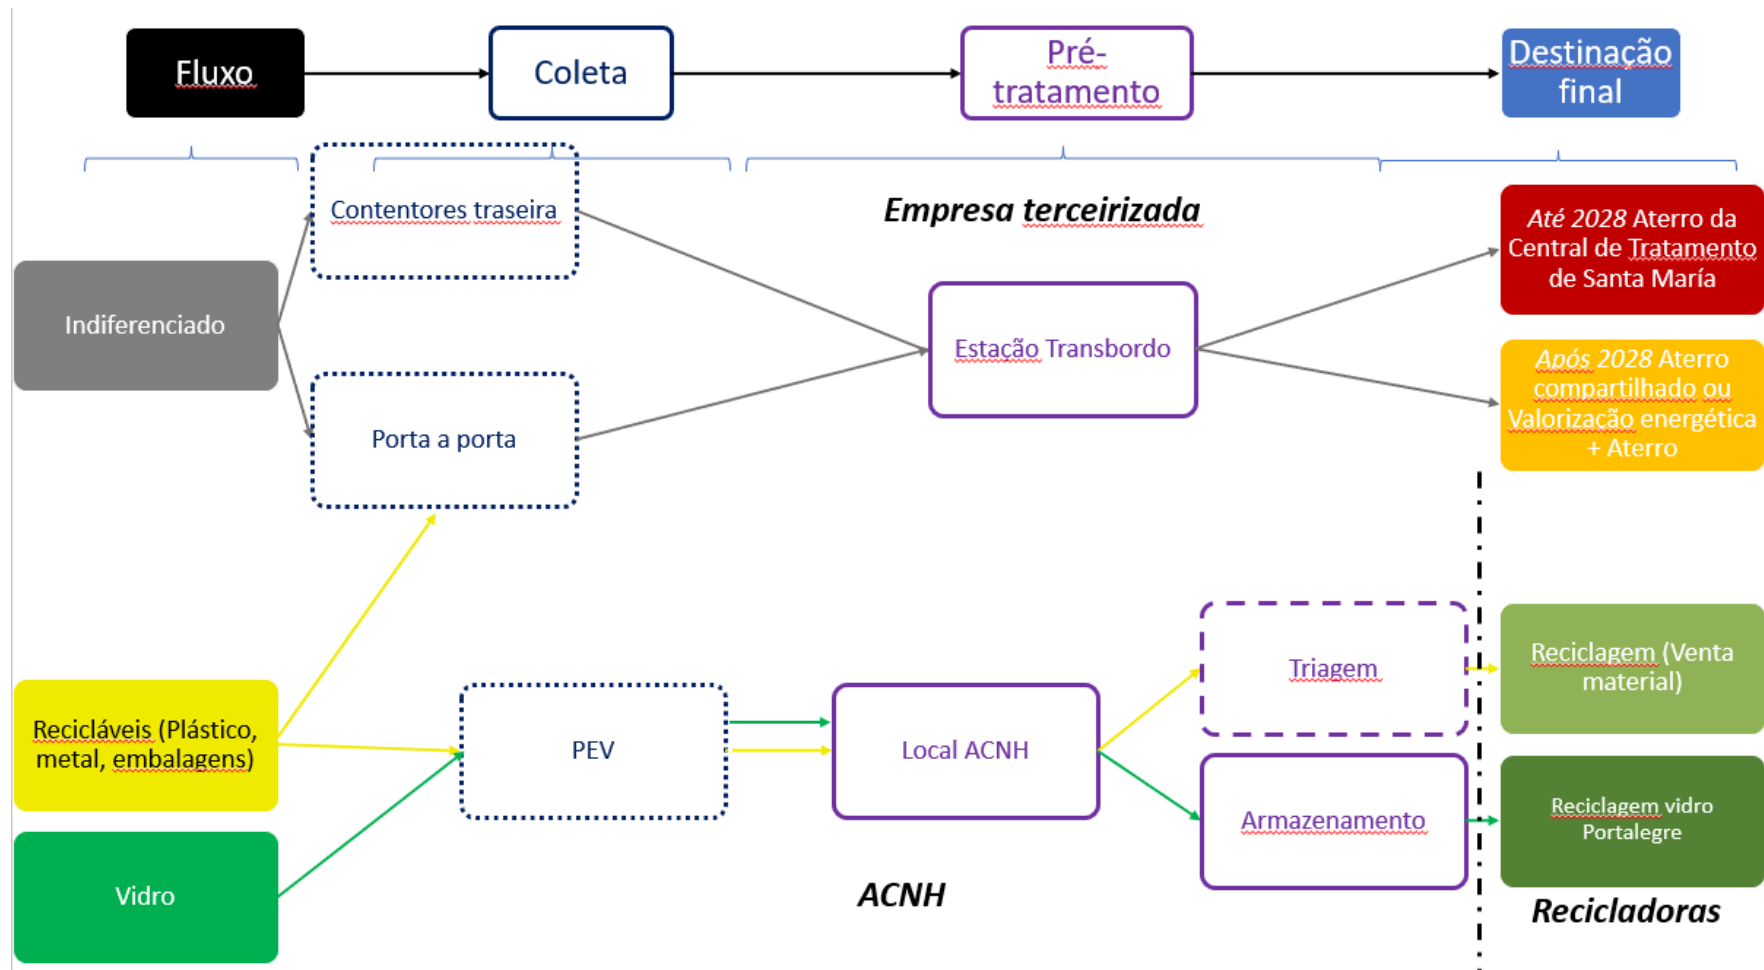 Fluxo
Coleta
Pré-
tratamento
Destinação
final
Contentores traseira
Empresa terceirizada
Até 2028 Aterro da
Central de Tratamento
de Santa María
Indiferenciado
Estação Transbordo
Após 2028 Aterro
compartilhado ou
Valorização energética
+ Aterro
Porta a porta
Recicláveis (Plástico,
metal, embalagens)
PEV
Local ACNH
Triagem
Reciclagem (Venta
material)
Armazenamento
Reciclagem vidro
Portalegre
Vidro
ACNH
Recicladoras